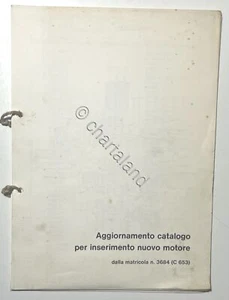 © chartaland
Aggiornamento catalogo
per inserimento nuovo motore
dalla matricola n. 3684 (C 653)